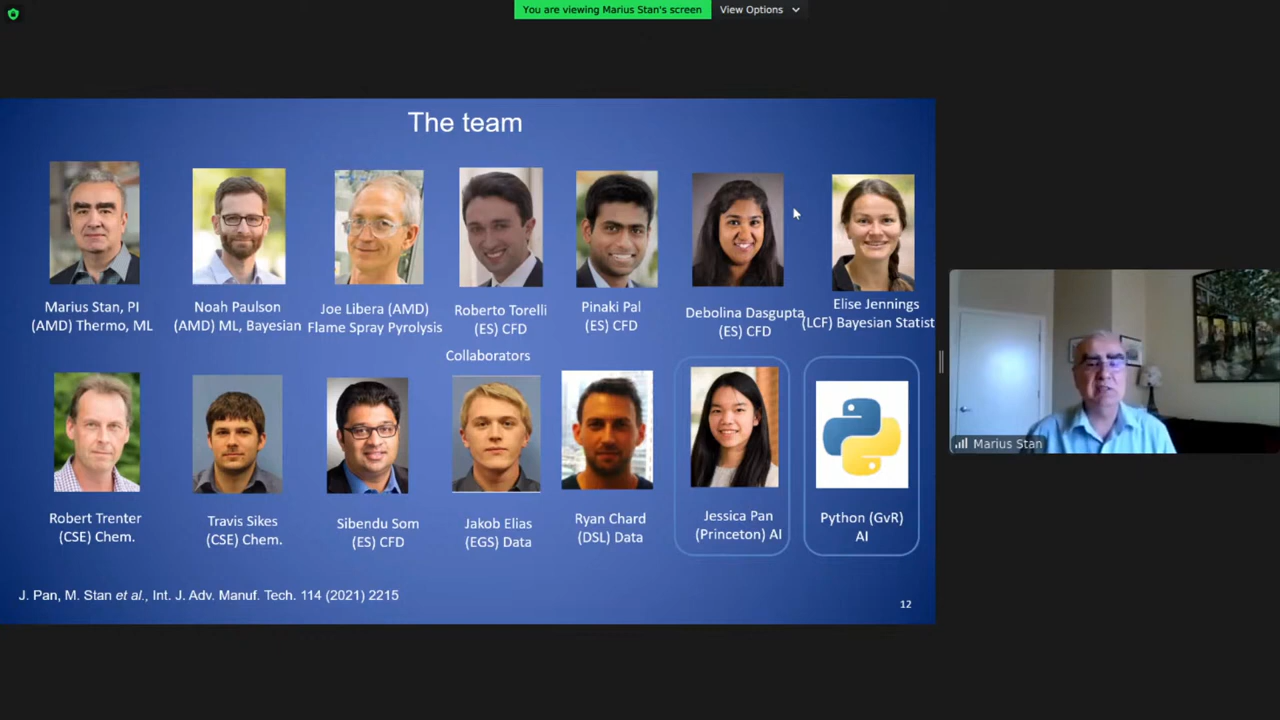 You are viewing Marius Stan's screen
View Options
The team
Marius Stan, PI
(AMD) Thermo, ML
Noah Paulson
(AMD) ML, Bayesian
Joe Libera (AMD)
Flame Spray Pyrolysis
Roberto Torelli
(ES) CFD
Pinaki Pal
(ES) CFD
Debolina Dasgupta
(ES) CFD
Elise Jennings
(LCF) Bayesian Statist
Collaborators
Robert Trenter
(CSE) Chem.
Travis Sikes
(CSE) Chem.
Sibendu Som
(ES) CFD
Jakob Elias
(EGS) Data
Ryan Chard
(DSL) Data
Jessica Pan
(Princeton) AI
Python (GvR)
AI
J. Pan, M. Stan et al., Int. J. Adv. Manuf. Tech. 114 (2021) 2215
12
Marius Stan